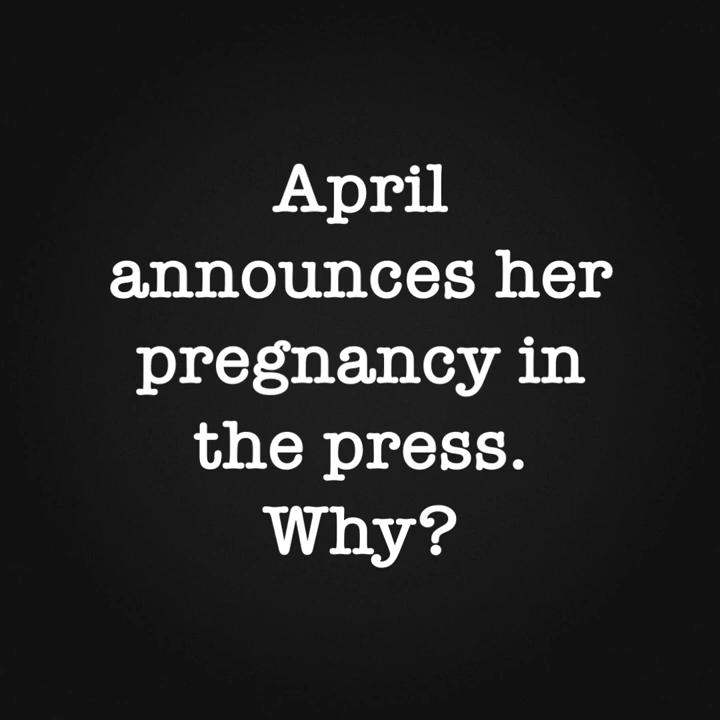 April
announces her
pregnancy in
the press.
Why?